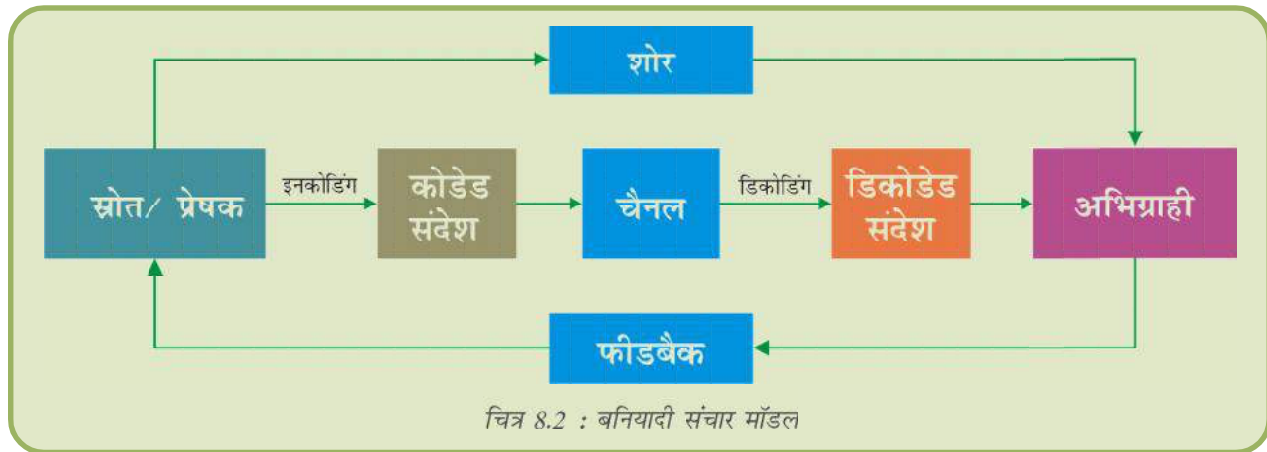 शोर
स्रोत/ प्रेषक
इनकोडिंग
कोडेड
संदेश
चैनल
डिकोडिंग
डिकोडेड
संदेश
अभिग्राही
फीडबैक
चित्र 8.2 : बनियादी संचार मॉडल